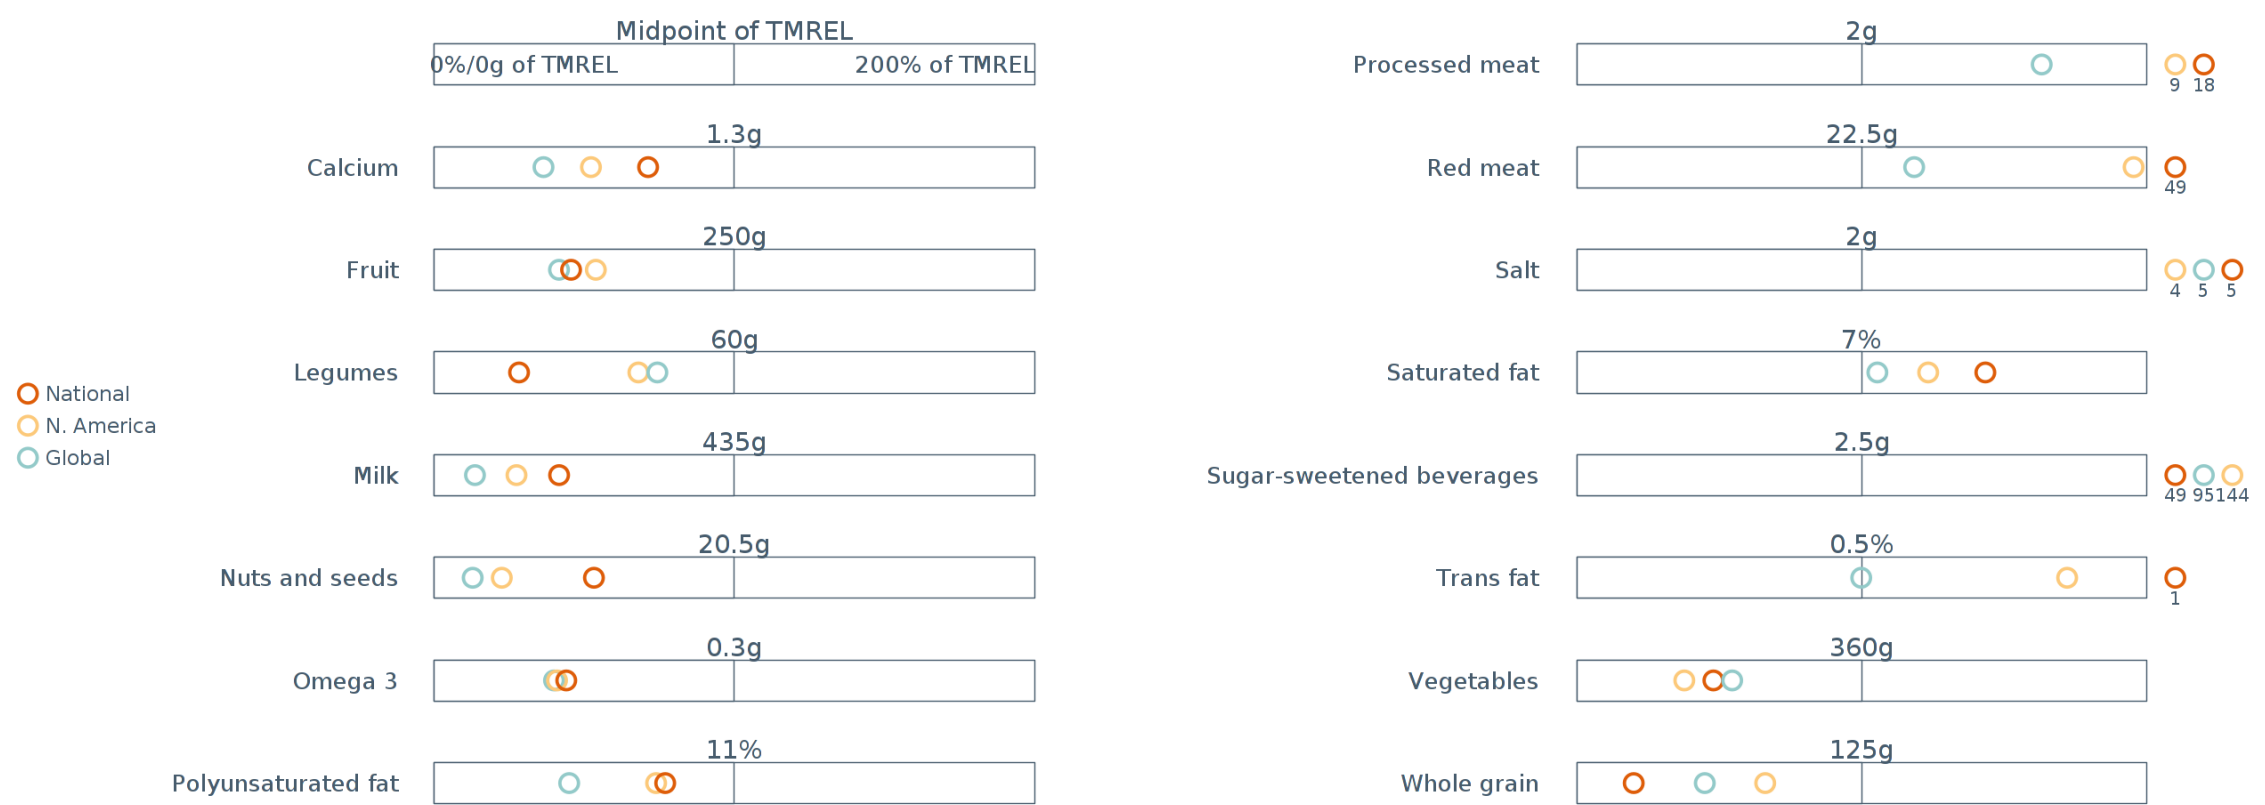 Midpoint of TMREL
0%/0g of TMREL
200% of TMREL
1.3g
Calcium
250g
Fruit
60g
Legumes
435g
Milk
20.5g
Nuts and seeds
0.3g
Omega 3
11%
Polyunsaturated fat
National
N. America
Global
2g
Processed meat
9 18
22.5g
Red meat
49
2g
Salt
4 5 5
7%
Saturated fat
2.5g
Sugar-sweetened beverages
49 95 144
0.5%
Trans fat
1
360g
Vegetables
125g
Whole grain